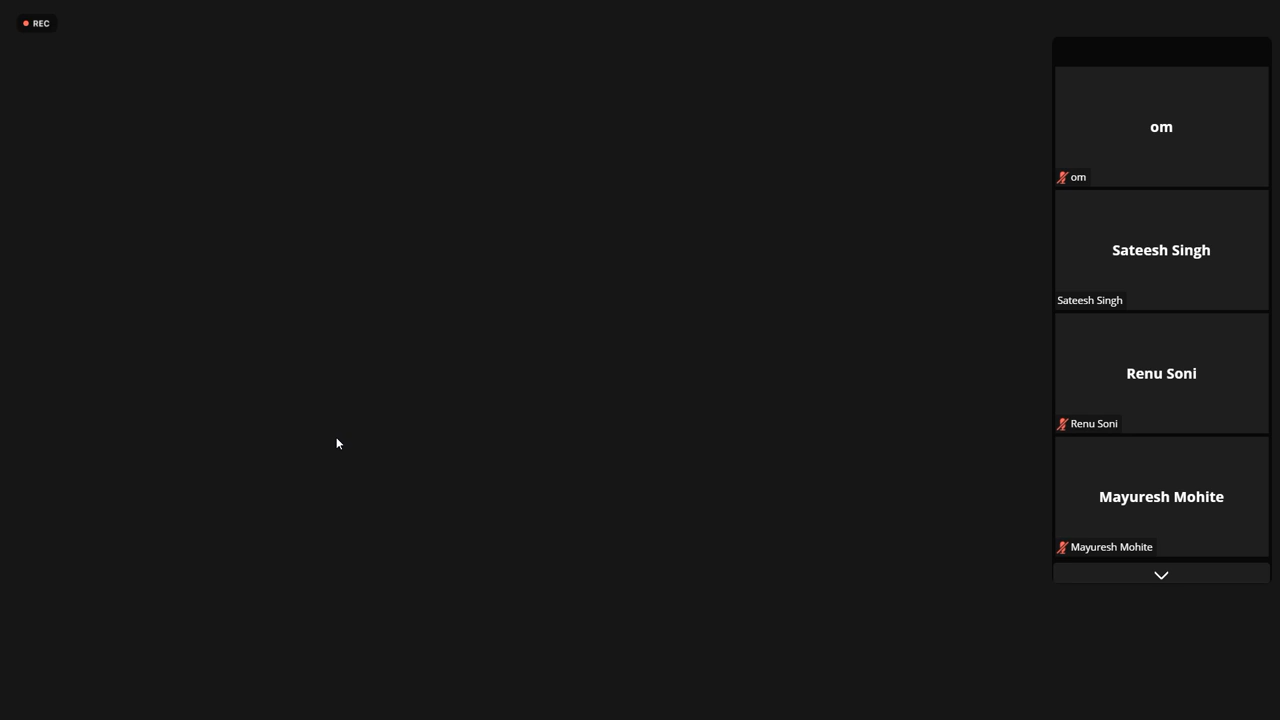 REC
om
om
Sateesh Singh
Sateesh Singh
Renu Soni
Renu Soni
Mayuresh Mohite
Mayuresh Mohite